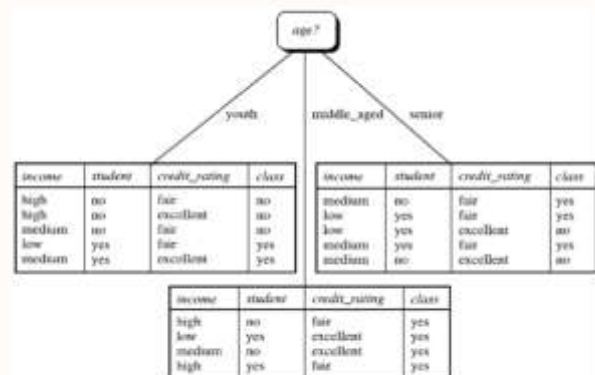 age?
youth
middle_aged
senior
income student credit_rating class
high no fair no
high no excellent no
medium no fair no
low yes fair yes
medium yes excellent yes
income student credit_rating class
medium no fair yes
low yes fair yes
low yes excellent no
medium yes fair yes
medium no excellent no
income student credit_rating class
high no fair yes
low yes excellent yes
medium no excellent yes
high yes fair yes